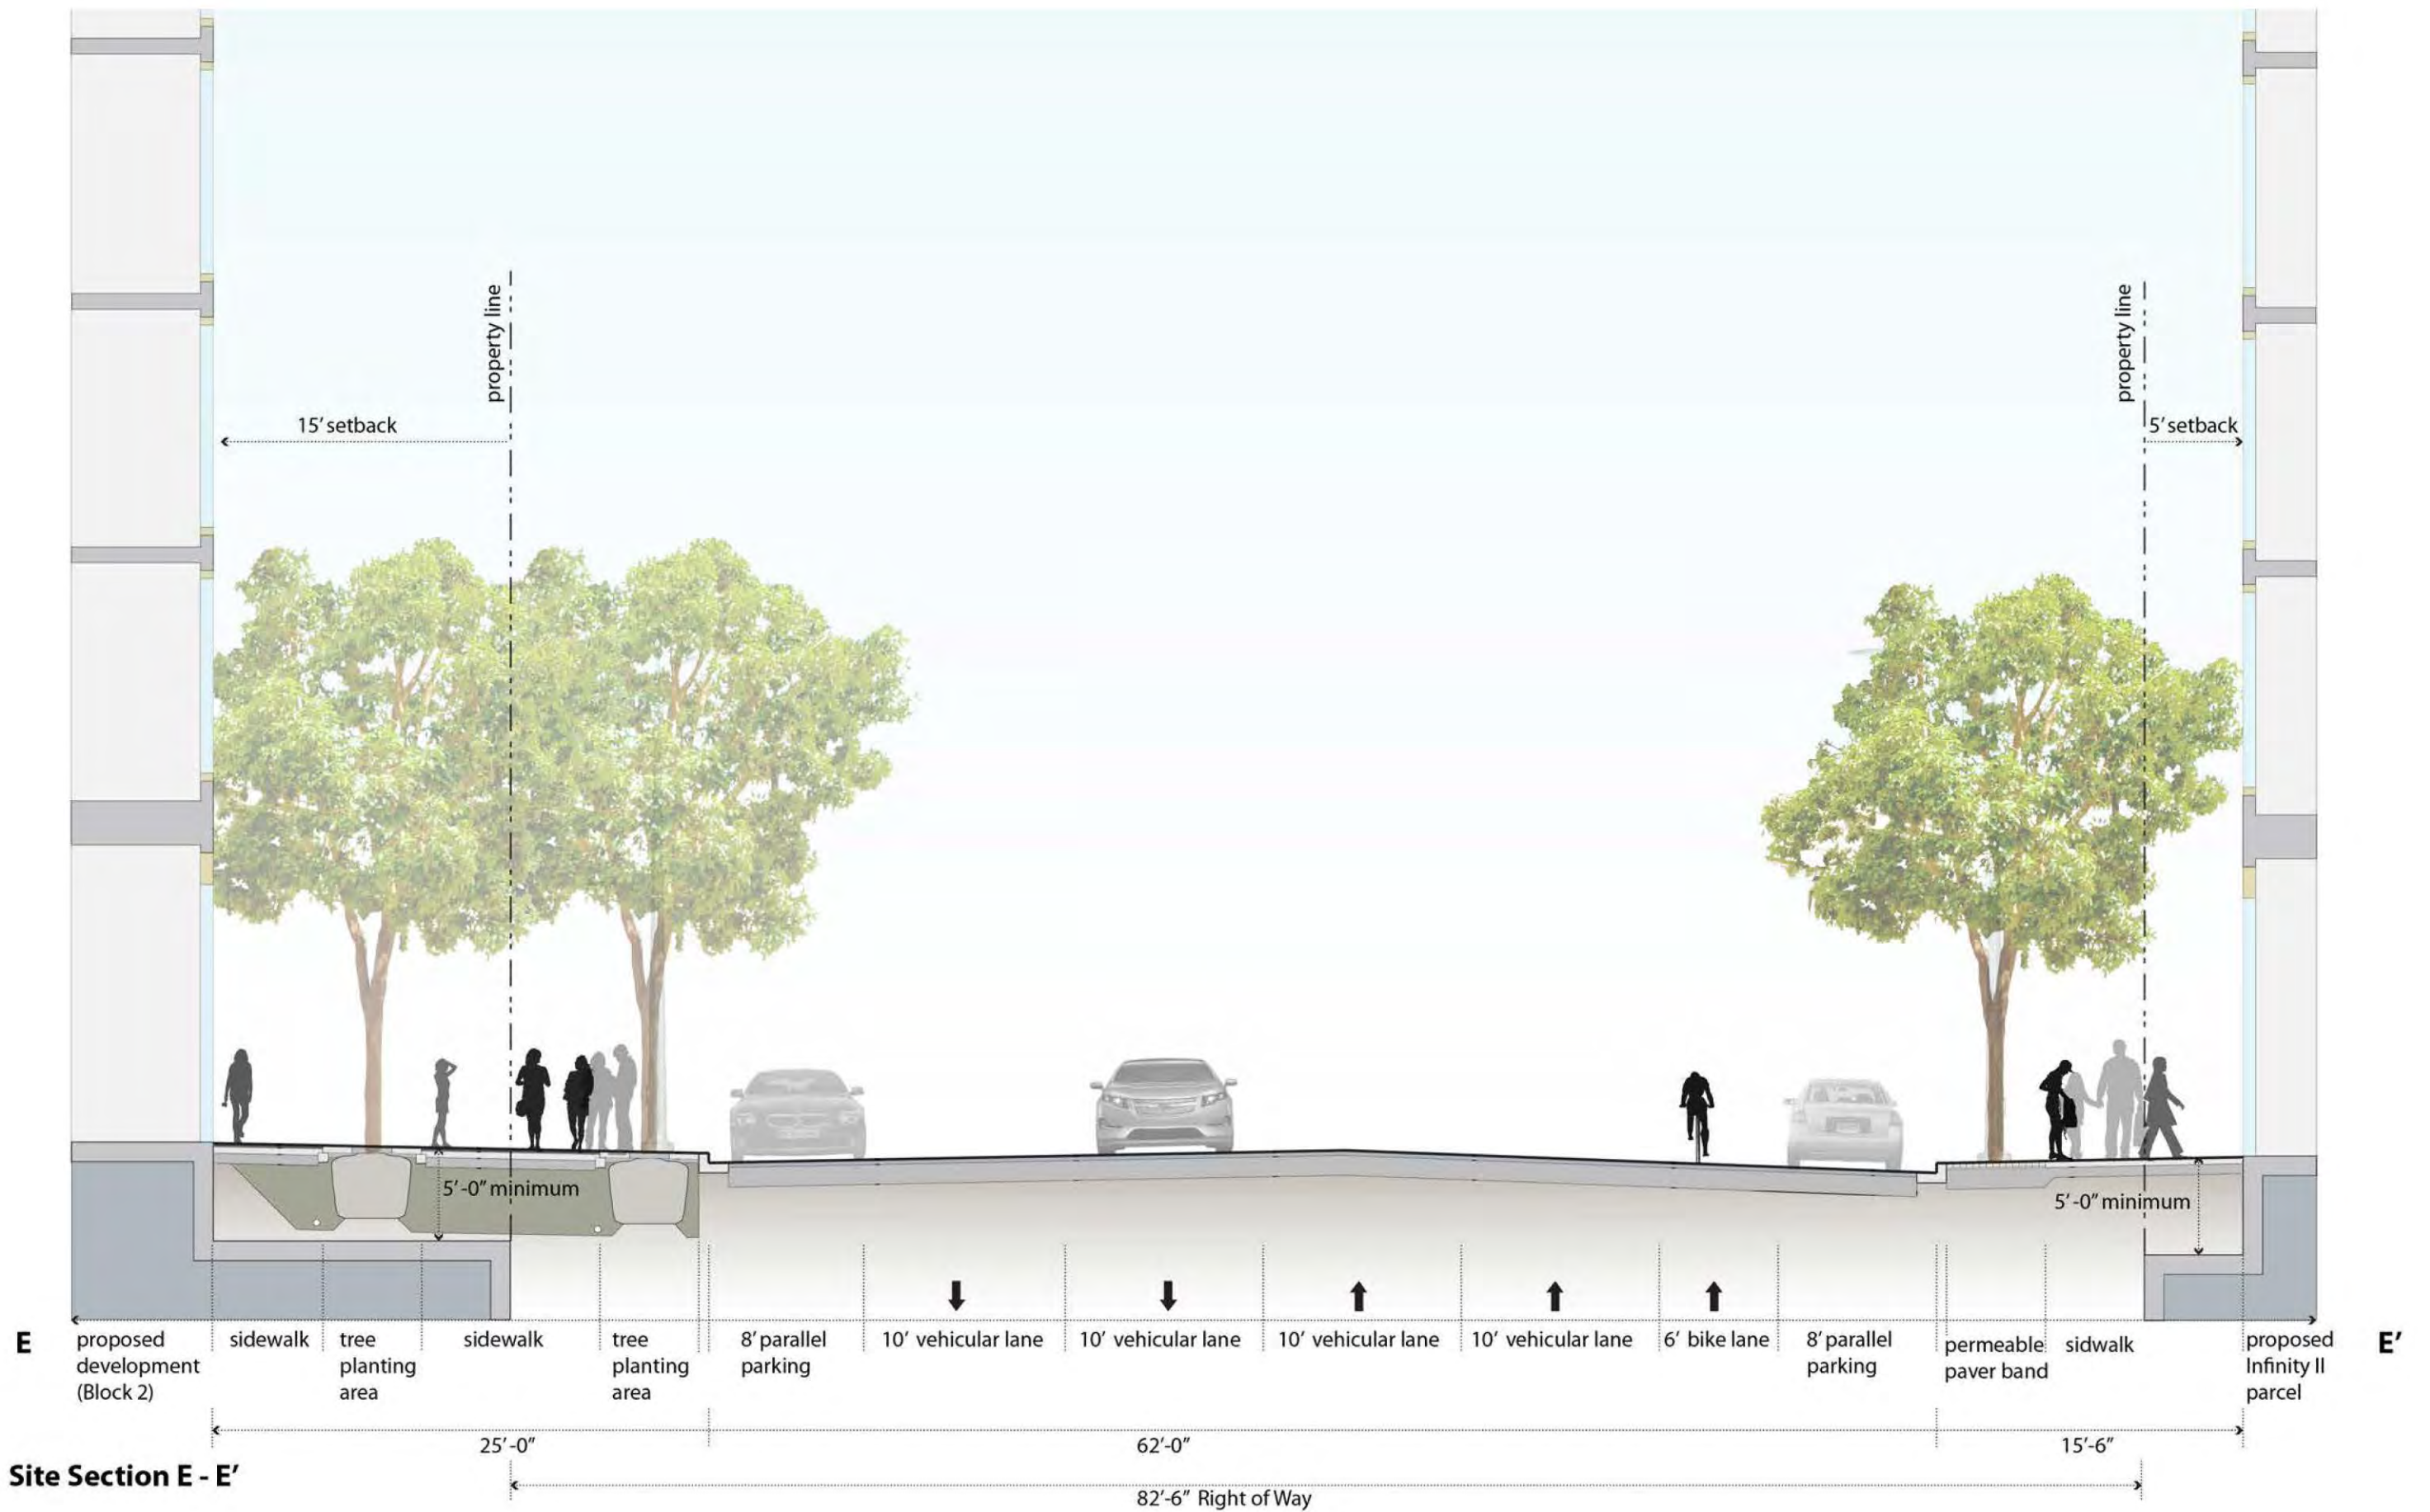 property line
property line
15' setback
5' setback
5'-0" minimum
5'-0" minimum
E
proposed
development
(Block 2)
sidewalk
tree
planting
area
sidewalk
tree
planting
area
8' parallel
parking
10' vehicular lane
10' vehicular lane
10' vehicular lane
10' vehicular lane
6' bike lane
8' parallel
parking
permeable
paver band
sidwalk
proposed
Infinity II
parcel
E'
25'-0"
62'-0"
15'-6"
Site Section E - E'
82'-6" Right of Way